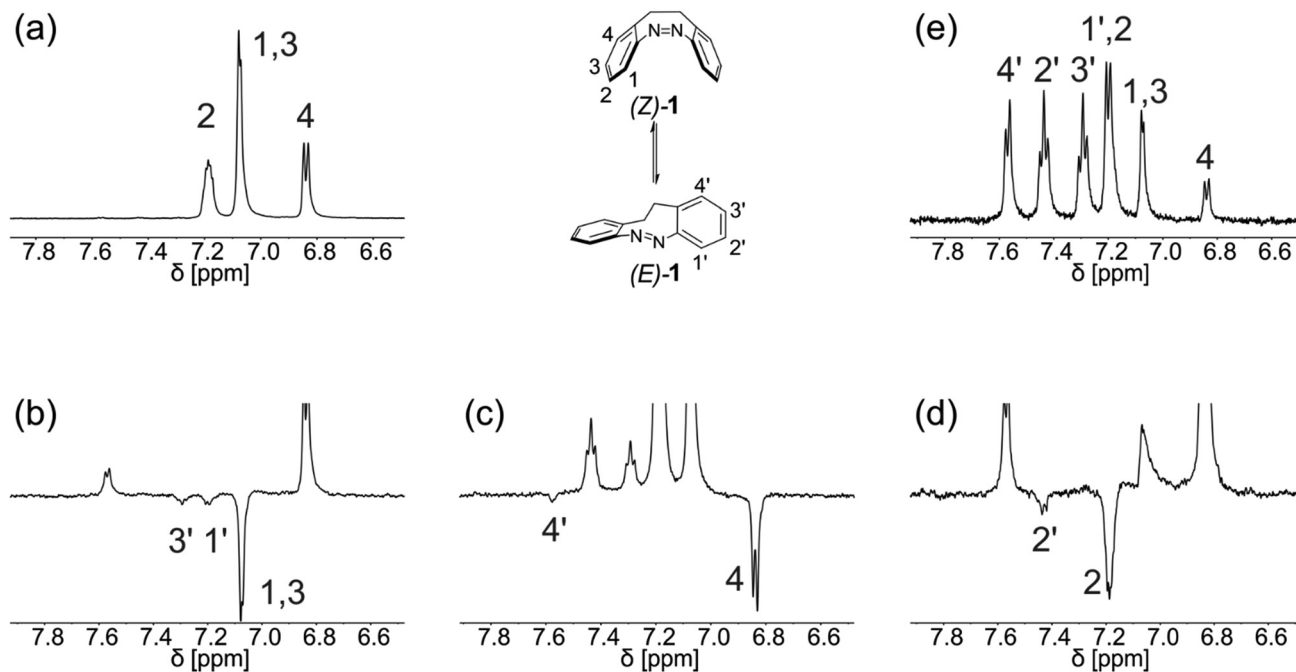 (a)
2
1,3
4
7.8 7.6 7.4 7.2 7.0 6.8 6.6
δ [ppm]
N=N
4
3
2
1
(Z)-1
4'
3'
2'
1'
N=N
(E)-1
(e)
4' 2' 3' 1',2 1,3 4
7.8 7.6 7.4 7.2 7.0 6.8 6.6
δ [ppm]
(b)
3' 1'
1,3
7.8 7.6 7.4 7.2 7.0 6.8 6.6
δ [ppm]
(c)
4'
4
7.8 7.6 7.4 7.2 7.0 6.8 6.6
δ [ppm]
(d)
2'
2
7.8 7.6 7.4 7.2 7.0 6.8 6.6
δ [ppm]